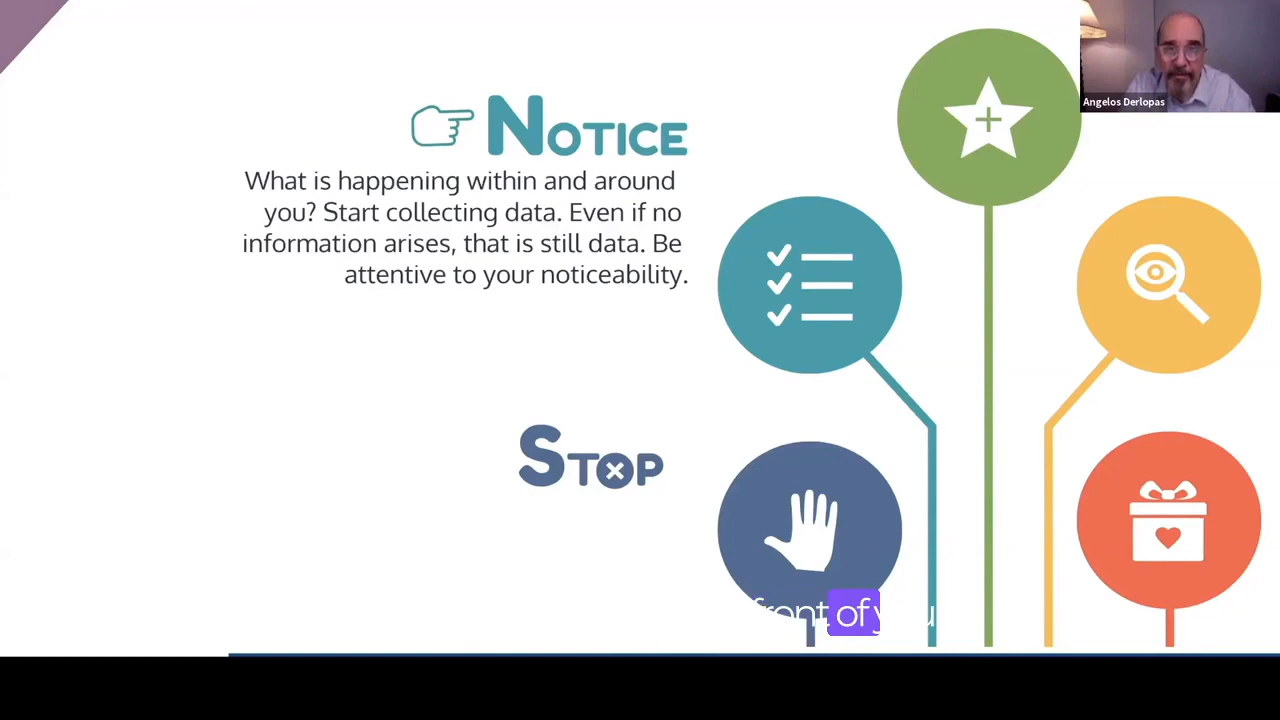 NOTICE
What is happening within and around
you? Start collecting data. Even if no
information arises, that is still data. Be
attentive to your noticeability.
STOP
Angelos Derlopas
front of you